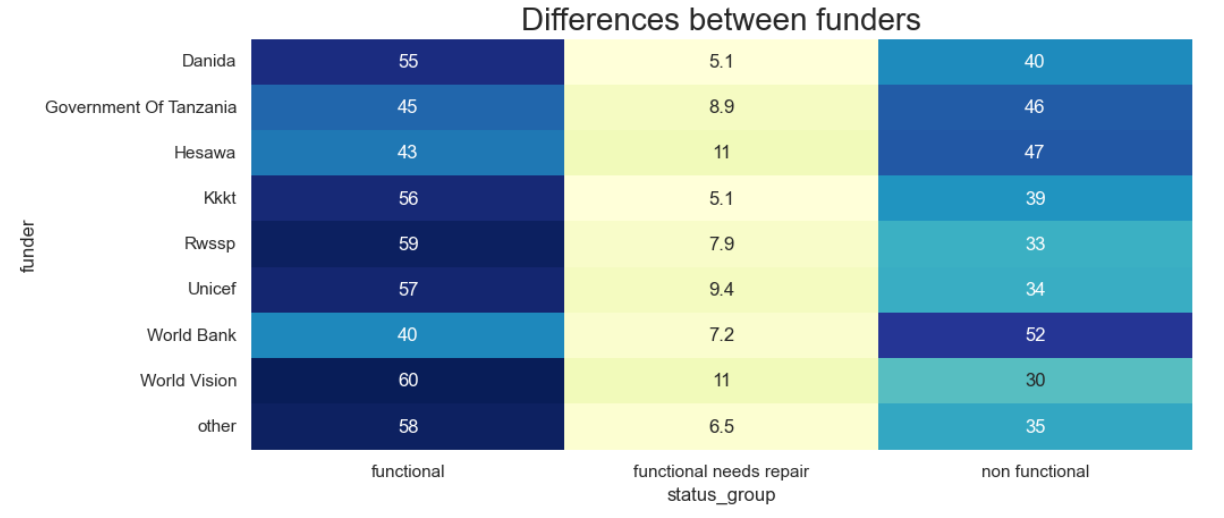 Differences between funders
Danida 55 5.1 40
Government Of Tanzania 45 8.9 46
Hesawa 43 11 47
Kkkt 56 5.1 39
funder
Rwssp 59 7.9 33
Unicef 57 9.4 34
World Bank 40 7.2 52
World Vision 60 11 30
other 58 6.5 35
functional functional needs repair non functional
status_group